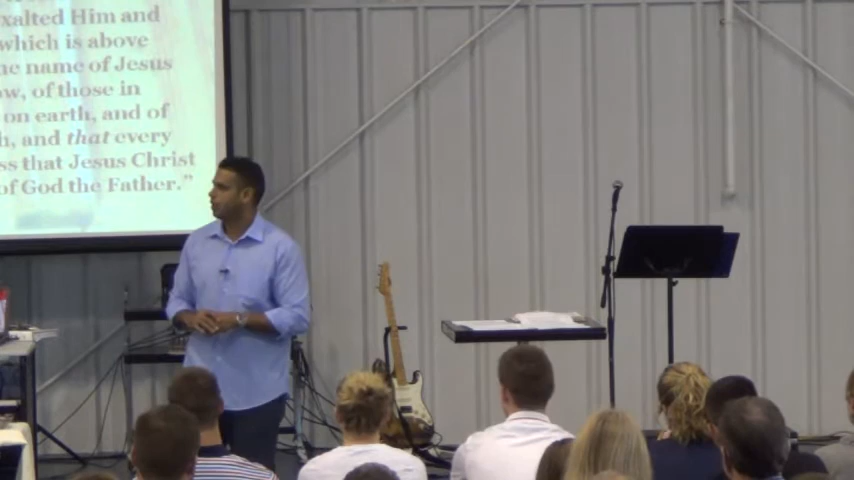 exalted Him and
which is above
name of Jesus
of those in
on earth, and of
and that every
that Jesus Christ
of God the Father.”